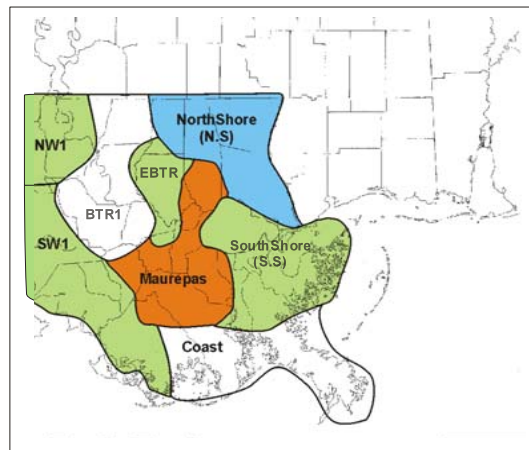 NorthShore
(N.S)
NW1
EBTR
BTR1
SW1
SouthShore
(S.S)
Maurepas
Coast